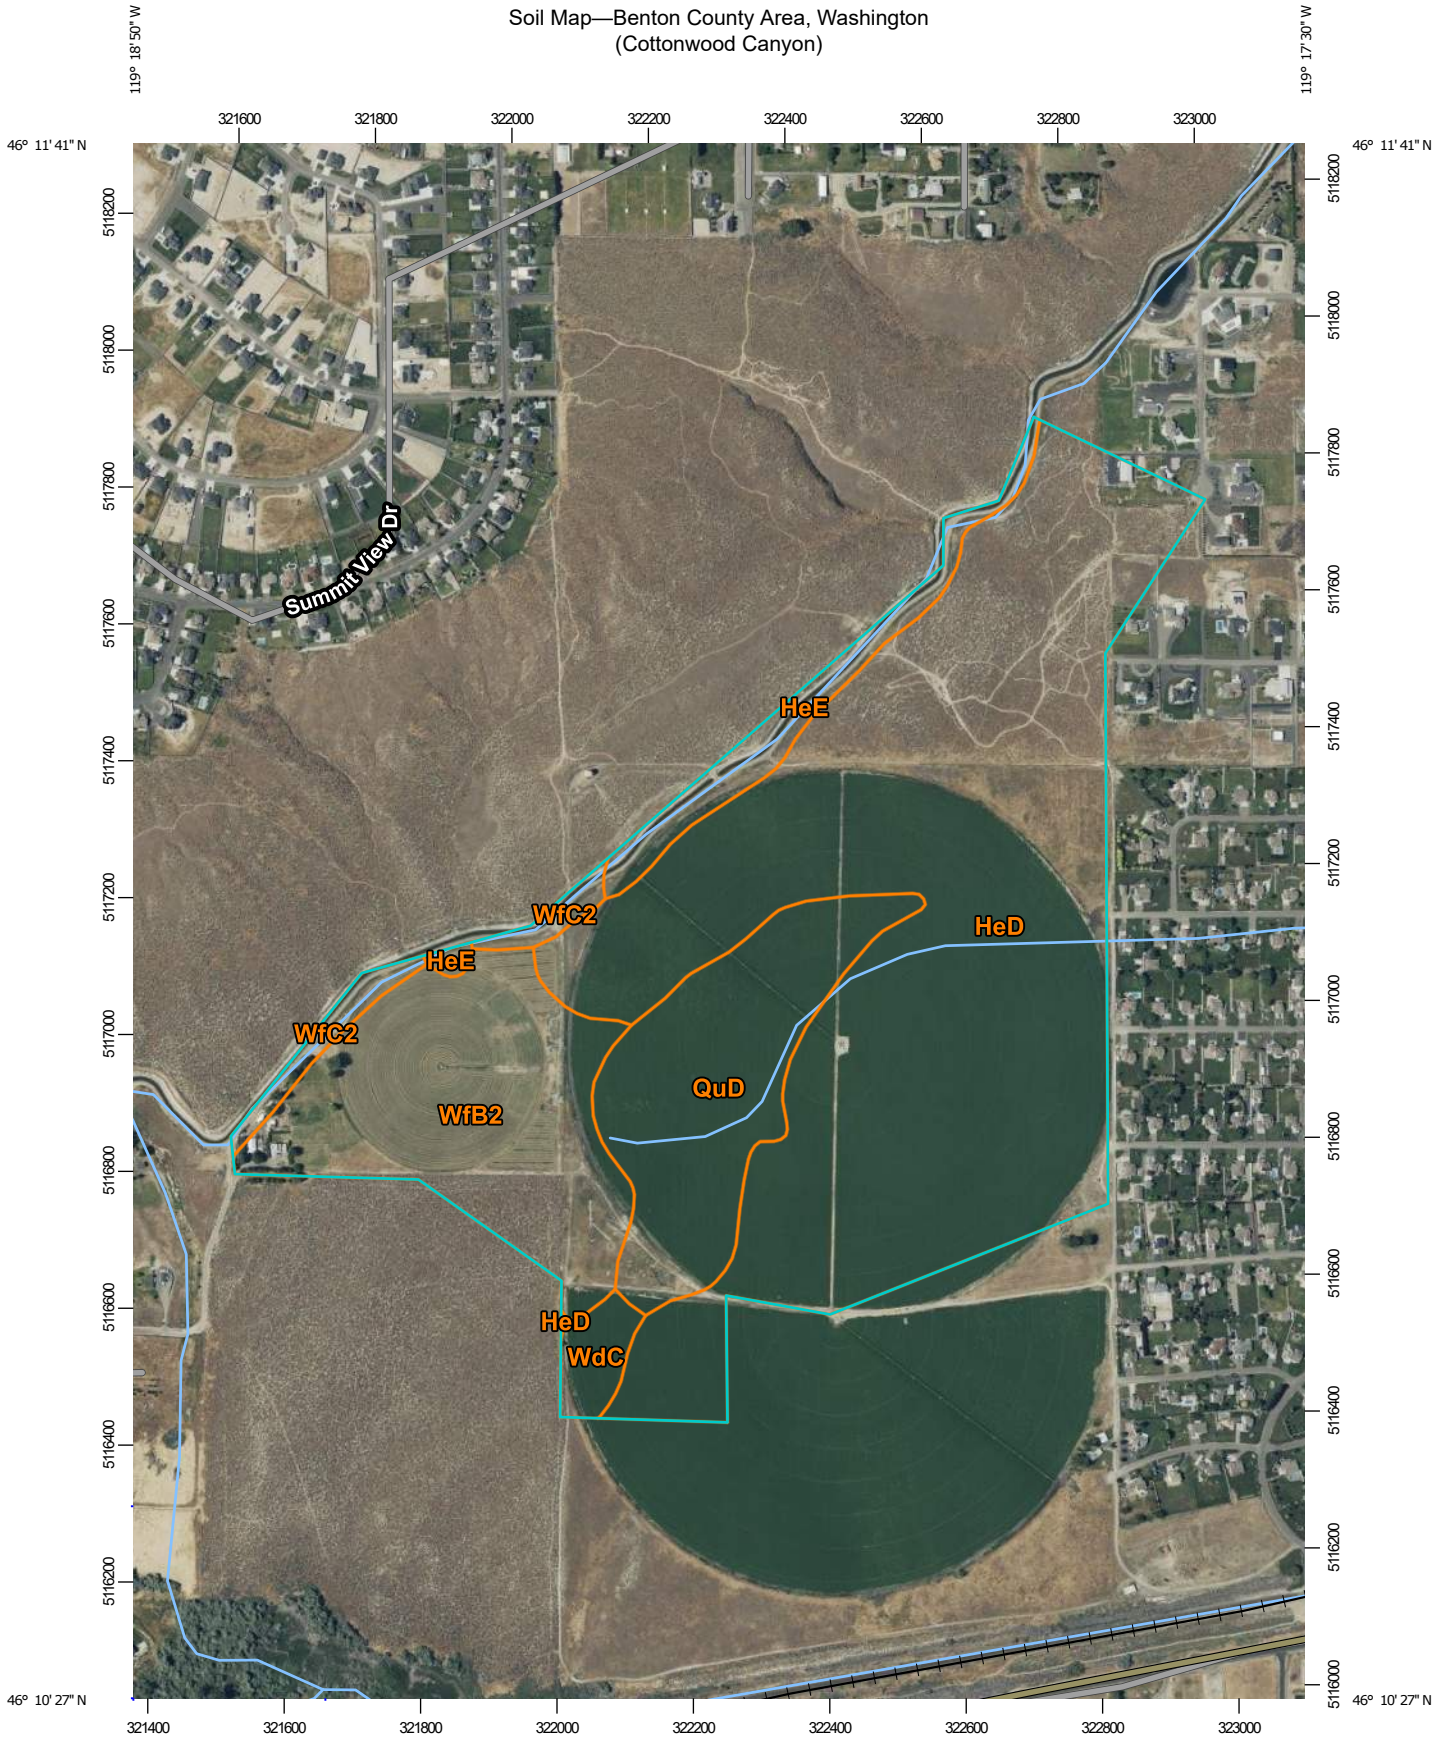 Soil Map—Benton County Area, Washington
(Cottonwood Canyon)
119° 18' 50'' W
119° 17' 30'' W
321600 321800 322000 322200 322400 322600 322800 323000
46° 11' 41'' N
46° 11' 41'' N
5118200
5118000
5117800
5117600
5117400
5117200
5117000
5116800
5116600
5116400
5116200
5118200
5118000
5117800
5117600
5117400
5117200
5117000
5116800
5116600
5116400
5116200
5116000
Summit View Dr
HeE
WfC2
HeD
HeE
WfC2
QuD
WfB2
HeD
WdC
46° 10' 27'' N
46° 10' 27'' N
321400 321600 321800 322000 322200 322400 322600 322800 323000